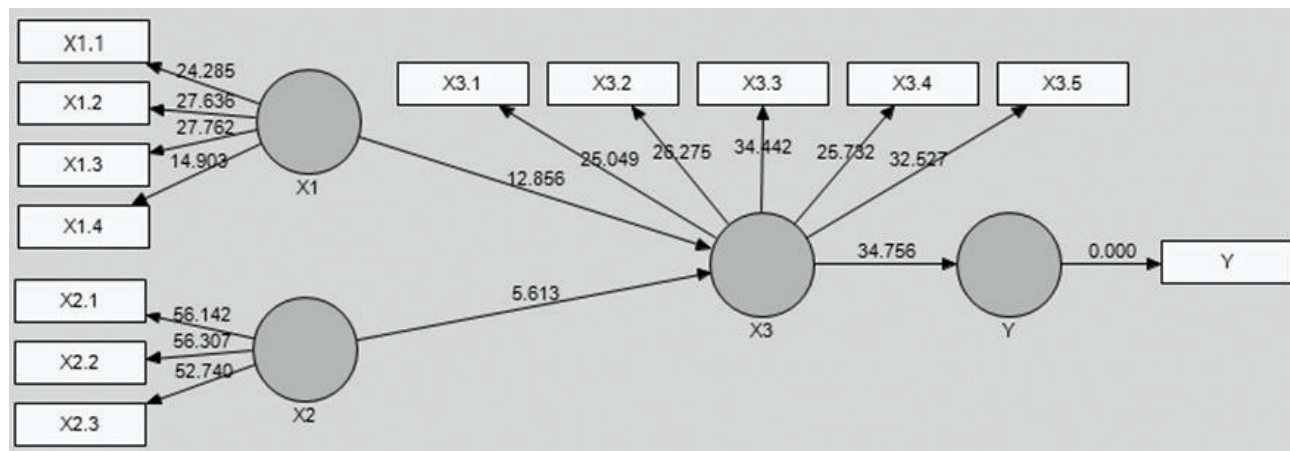 X1.1
24.285
X1.2
27.636
27.762
X1.3
14.903
X1.4
X1
12.856
X3.1
X3.2
X3.3
X3.4
X3.5
25.049
26.275
34.442
25.732
32.527
X3
34.756
Y
0.000
Y
5.613
X2.1
56.142
X2.2
56.307
52.740
X2.3
X2